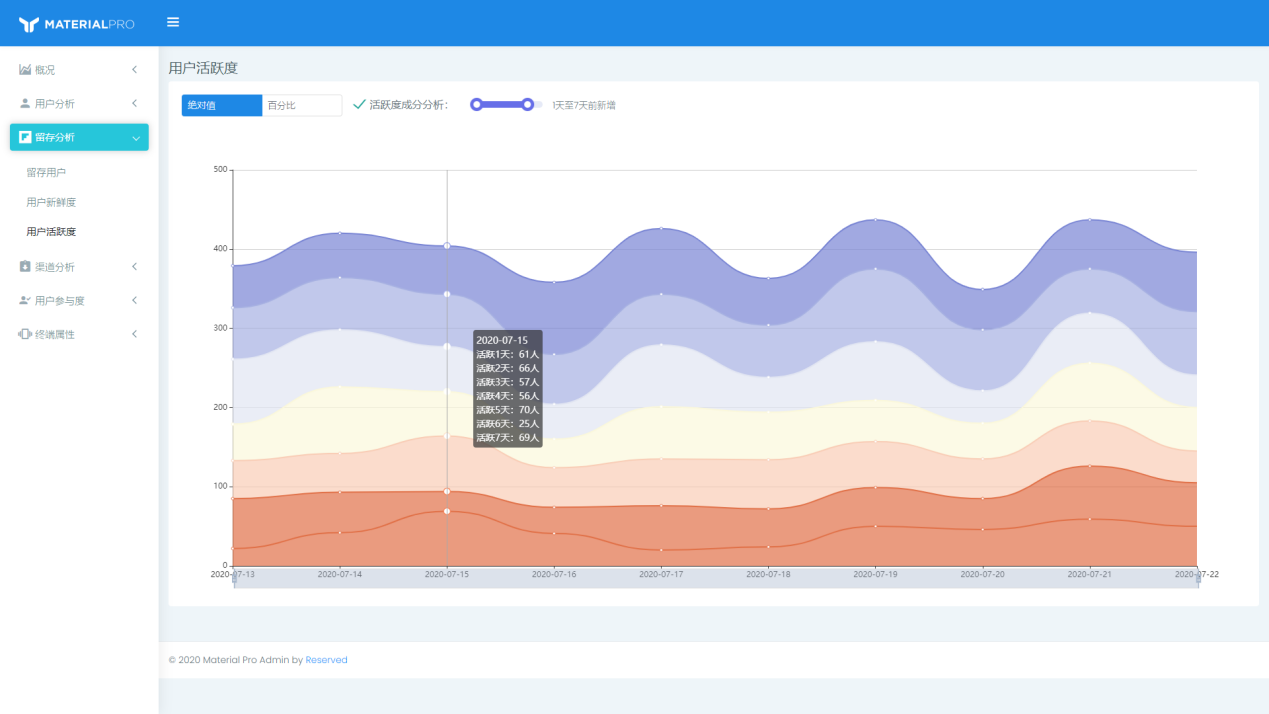 MATERIALPRO
概况
用户分析
留存分析
留存用户
用户新鲜度
用户活跃度
渠道分析
用户参与度
终端属性
用户活跃度
绝对值
百分比
活跃度成分分析：
1天至7天前新增
500
400
300
200
100
0
2020-07-15
活跃1天：61人
活跃2天：66人
活跃3天：57人
活跃4天：56人
活跃5天：70人
活跃6天：25人
活跃7天：69人
2020-07-13
2020-07-14
2020-07-15
2020-07-16
2020-07-17
2020-07-18
2020-07-19
2020-07-20
2020-07-21
2020-07-22
© 2020 Material Pro Admin by Reserved